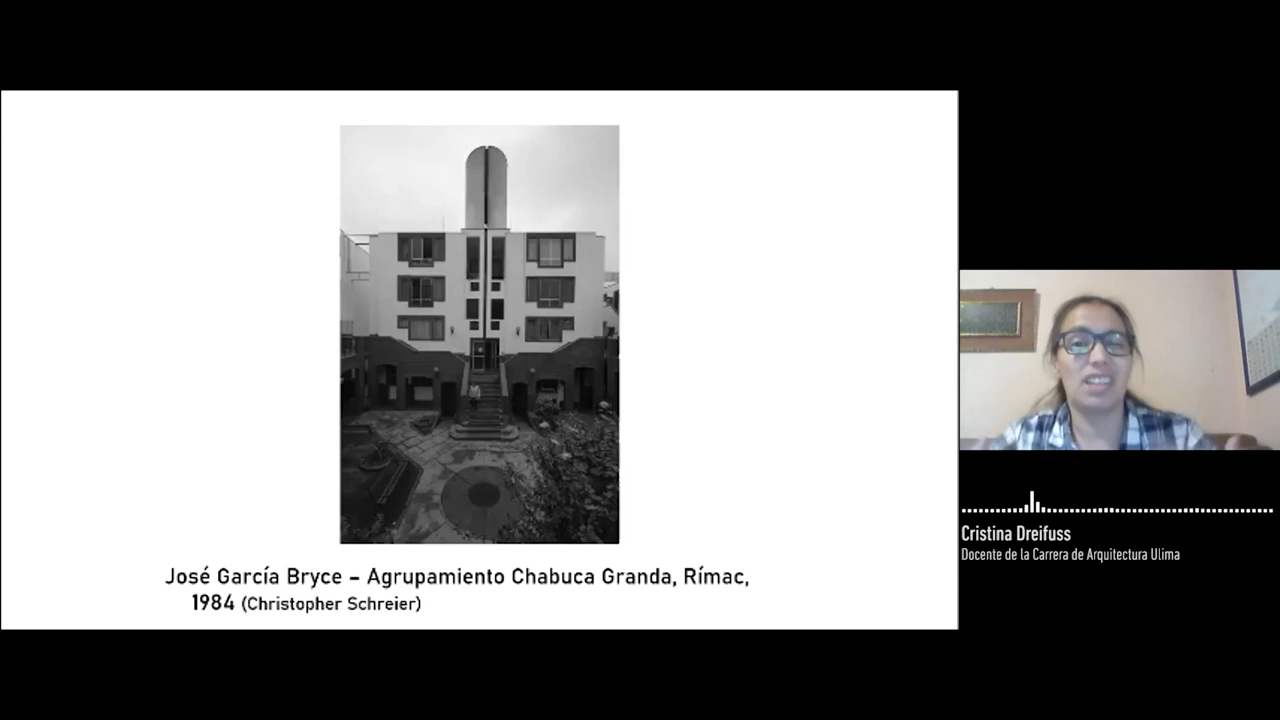 José García Bryce – Agrupamiento Chabuca Granda, Rímac,
1984 (Christopher Schreier)
Cristina Dreifuss
Docente de la Carrera de Arquitectura Ulima